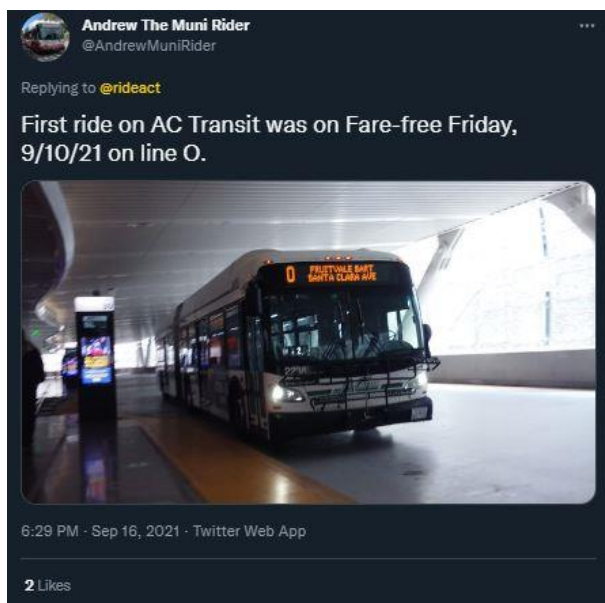 Andrew The Muni Rider
@AndrewMuniRider
Replying to @rideact
First ride on AC Transit was on Fare-free Friday,
9/10/21 on line O.
O FRUITVALE BART
SANTA CLARA AVE
6:29 PM · Sep 16, 2021 · Twitter Web App
2 Likes